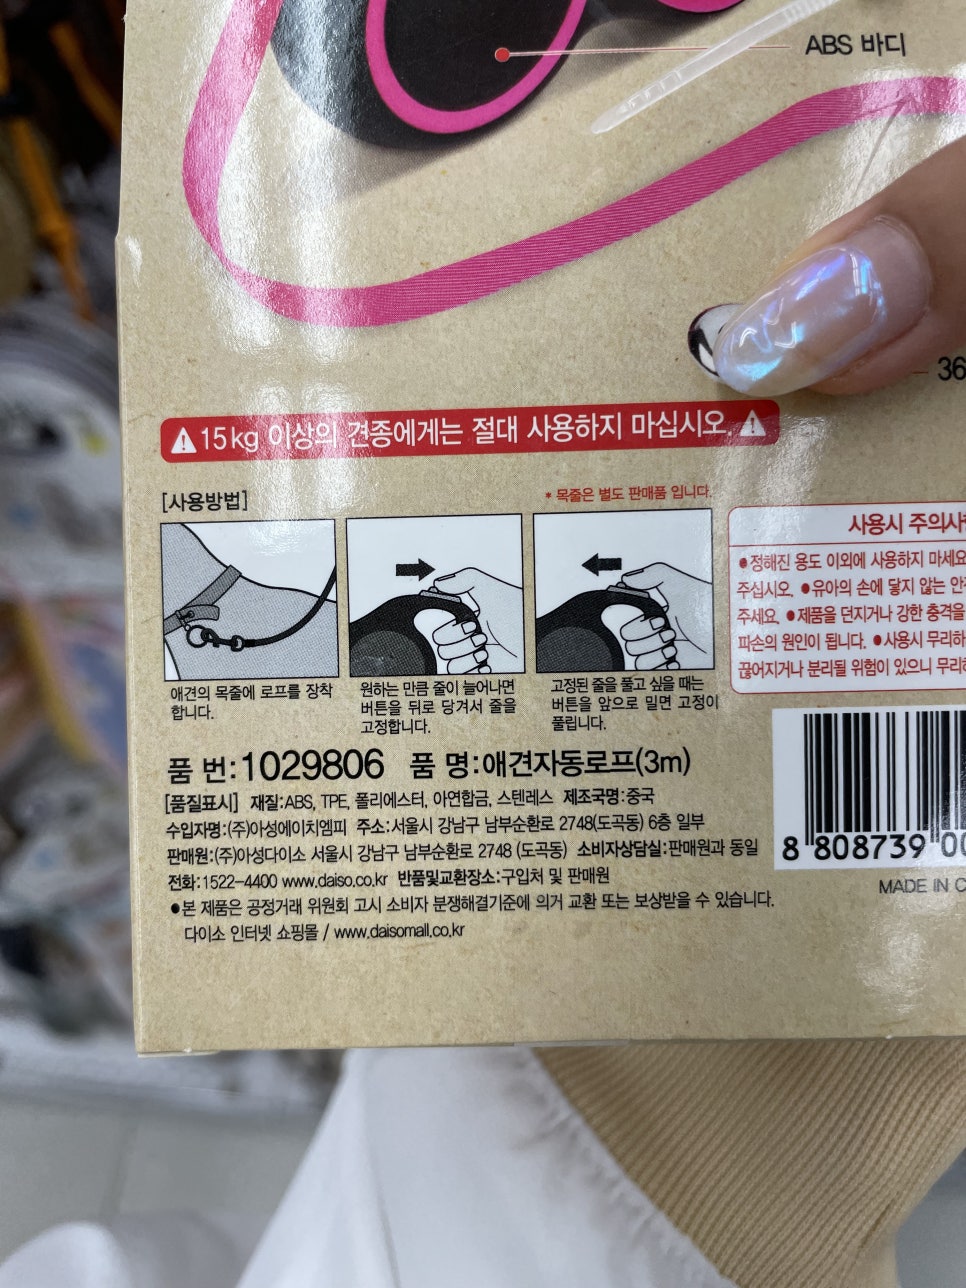 ABS 바디
36
15kg 이상의 견종에게는 절대 사용하지 마십시오.
[사용방법]
* 목줄은 별도 판매품 입니다.
애견의 목줄에 로프를 장착
합니다.
원하는 만큼 줄이 늘어나면
버튼을 뒤로 당겨서 줄을
고정합니다.
고정된 줄을 풀고 싶을 때는
버튼을 앞으로 밀면 고정이
풀립니다.
사용시 주의사
●정해진 용도 이외에 사용하지 마세요
주십시오. ●유아의 손에 닿지 않는
주세요. ●제품을 던지거나 강한 충격을
파손의 원인이 됩니다. ●사용시 무리하
끊어지거나 분리될 위험이 있으니 무리하
품 번:1029806 품 명:애견자동로프(3m)
[품질표시] 재질:ABS, TPE, 폴리에스터, 아연합금, 스텐레스 제조국명:중국
수입자명:(주)아성에이치엠피 주소:서울시 강남구 남부순환로 2748(도곡동) 6층 일부
판매원:(주)아성다이소 서울시 강남구 남부순환로 2748 (도곡동) 소비자상담실:판매원과 동일
전화:1522-4400 www.daiso.co.kr 반품및교환장소:구입처 및 판매원
●본 제품은 공정거래 위원회 고시 소비자 분쟁해결기준에 의거 교환 또는 보상받을 수 있습니다.
다이소 인터넷 쇼핑몰 / www.daisomall.co.kr
8 808739 00
MADE IN C